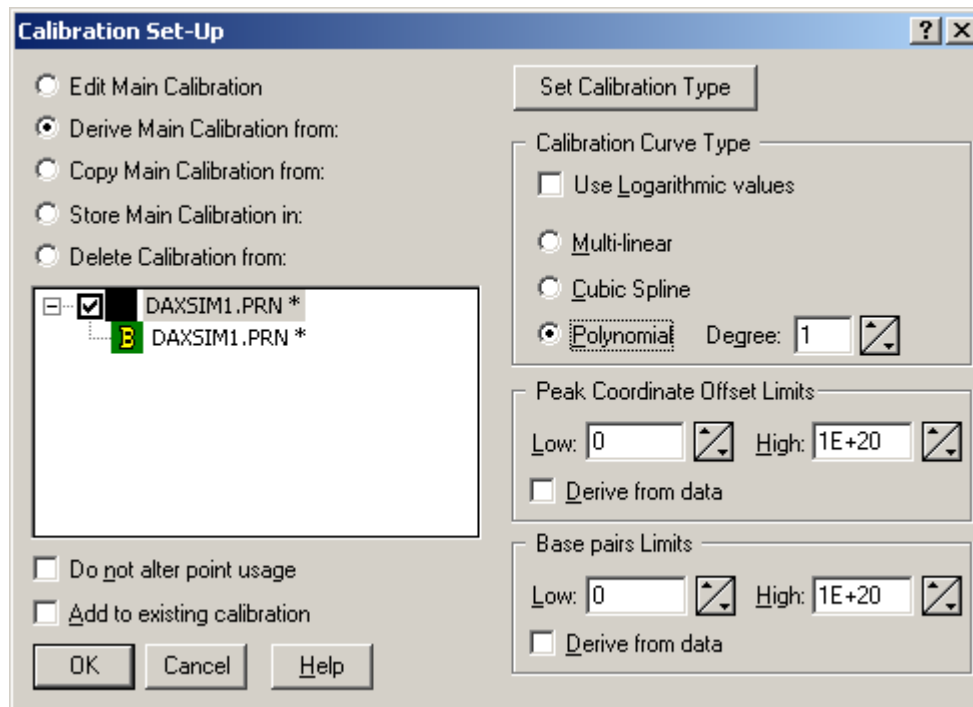 Calibration Set-Up
Edit Main Calibration
Derive Main Calibration from:
Copy Main Calibration from:
Store Main Calibration in:
Delete Calibration from:
DAXSIM1.PRN *
B DAXSIM1.PRN *
Do not alter point usage
Add to existing calibration
OK Cancel Help
Set Calibration Type
Calibration Curve Type
Use Logarithmic values
Multi-linear
Cubic Spline
Polynomial Degree: 1
Peak Coordinate Offset Limits
Low: 0 High: 1E+20
Derive from data
Base pairs Limits
Low: 0 High: 1E+20
Derive from data